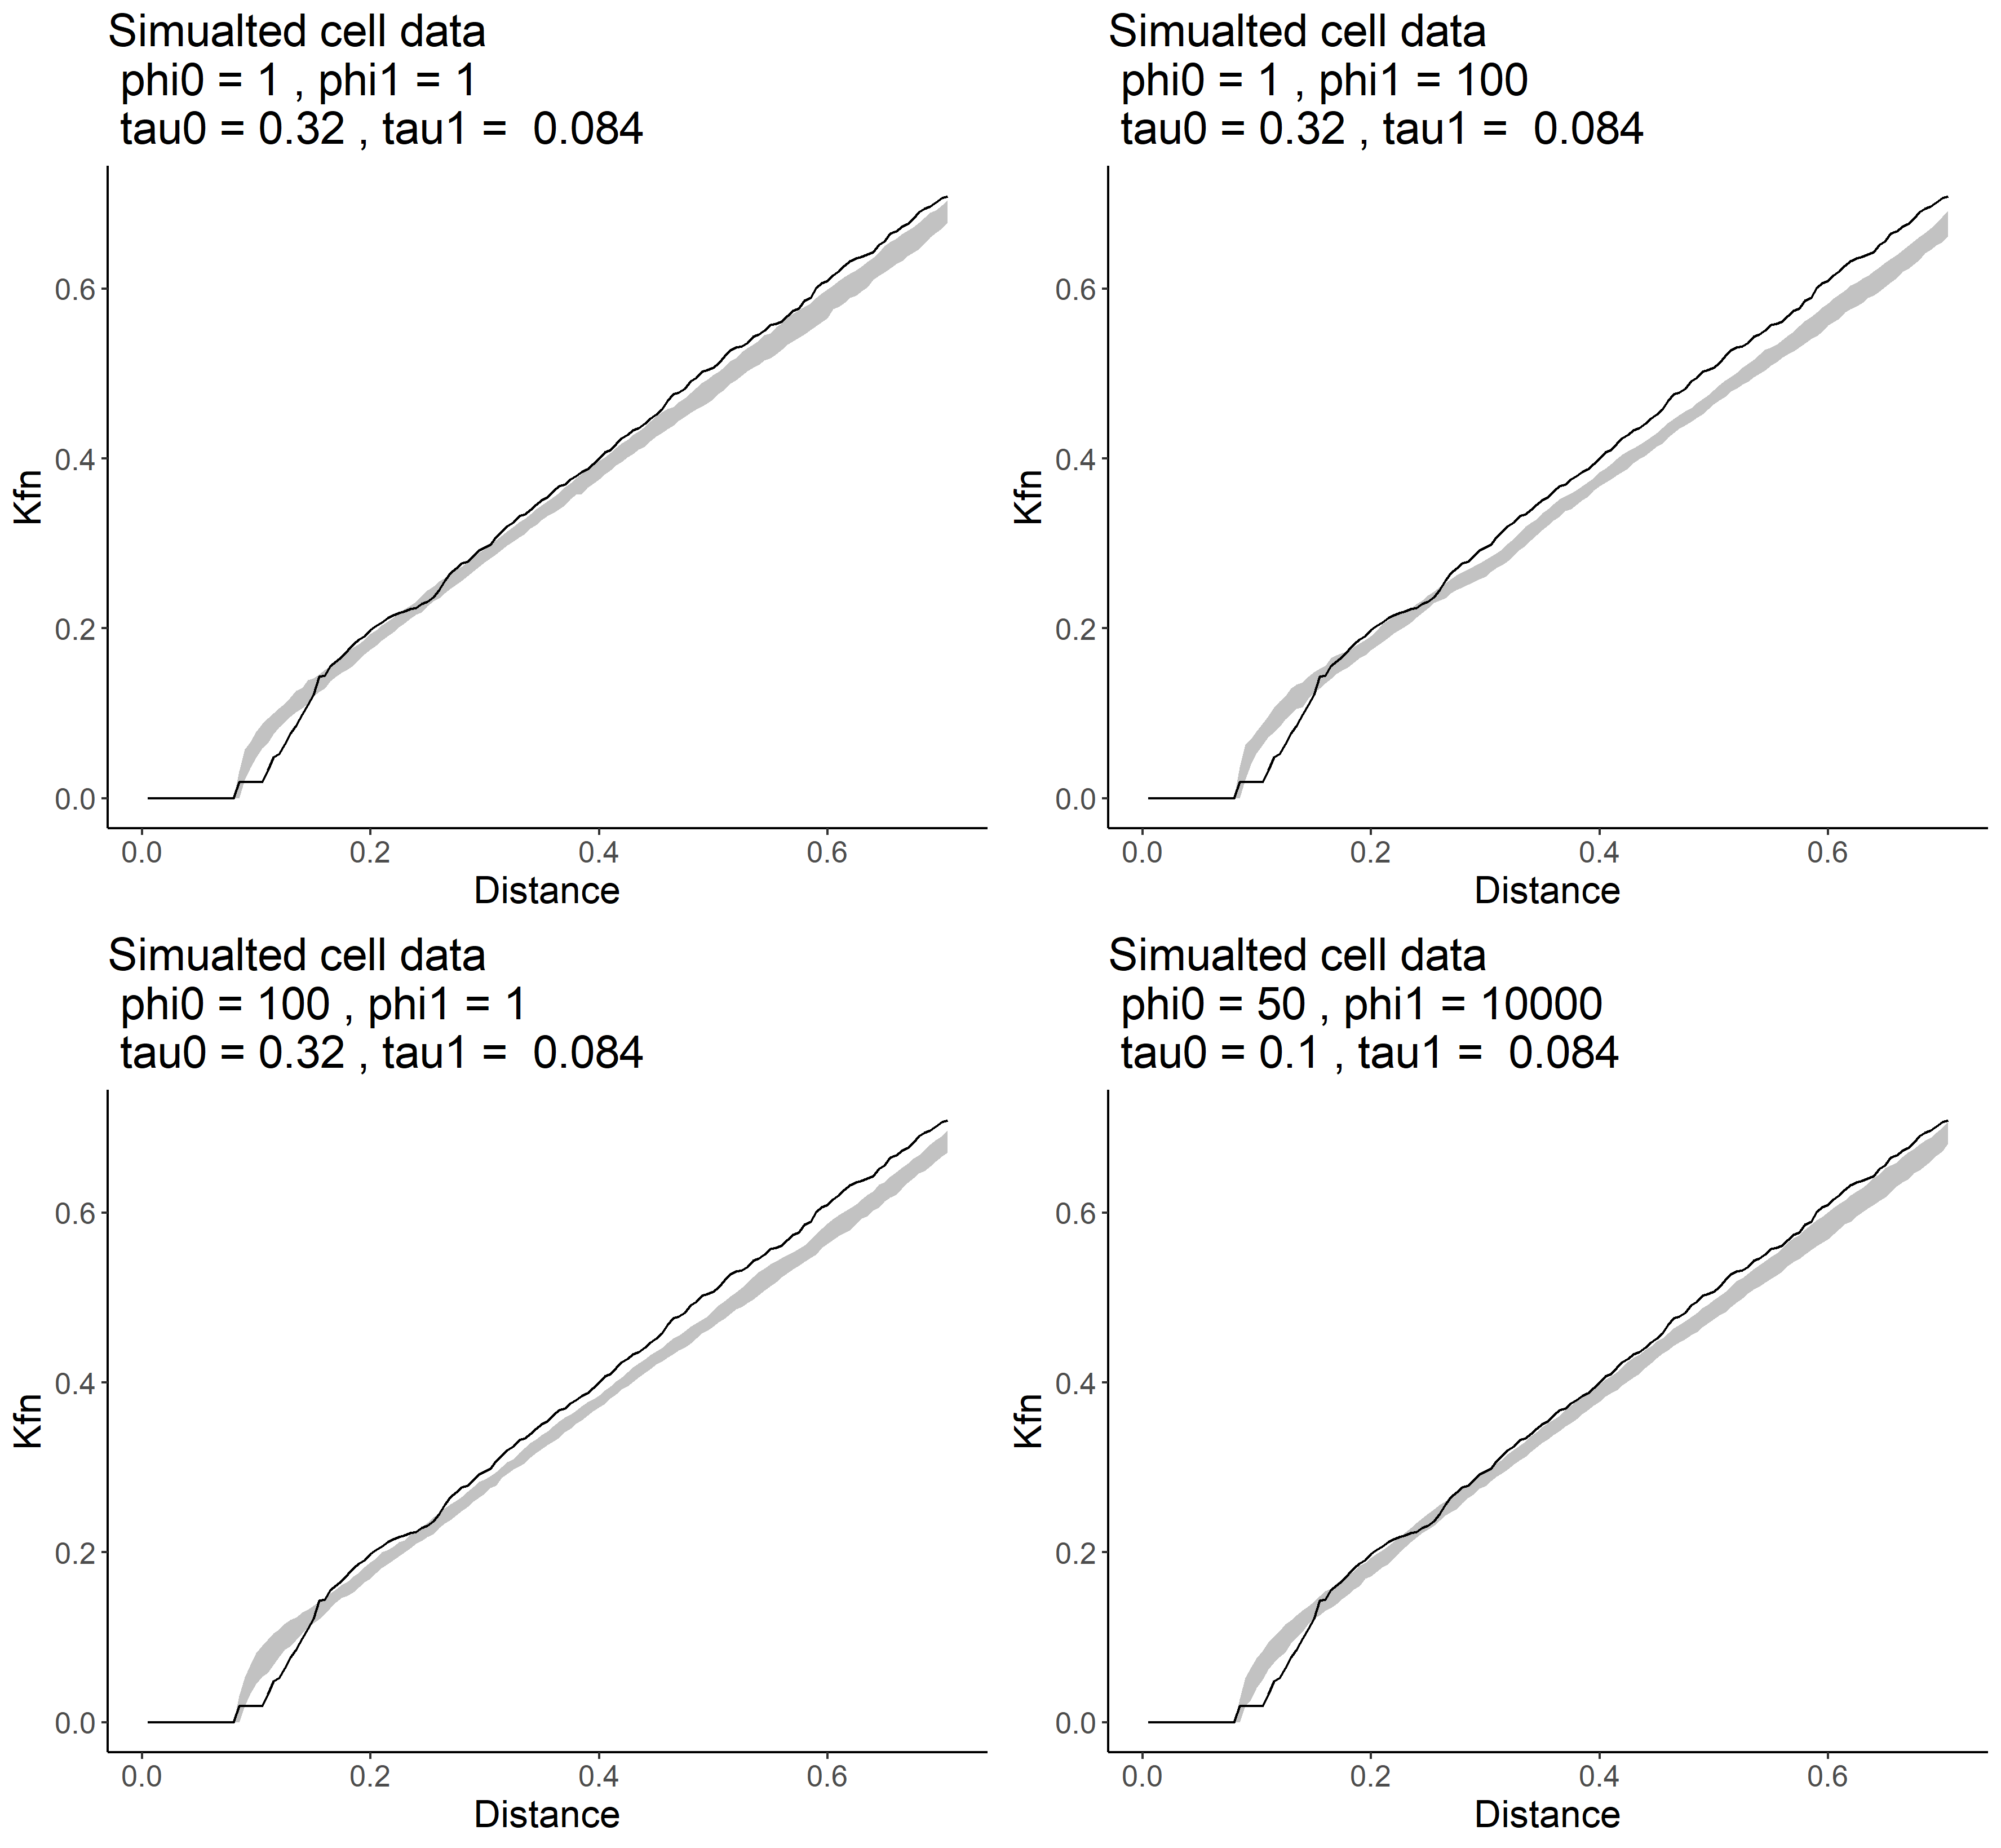 Simualted cell data
phi0 = 1 , phi1 = 1
tau0 = 0.32 , tau1 =  0.084
0.6
0.4
0.2
0.0
Kfn
0.0 0.2 0.4 0.6
Distance
Simualted cell data
phi0 = 1 , phi1 = 100
tau0 = 0.32 , tau1 =  0.084
0.6
0.4
0.2
0.0
Kfn
0.0 0.2 0.4 0.6
Distance
Simualted cell data
phi0 = 100 , phi1 = 1
tau0 = 0.32 , tau1 =  0.084
0.6
0.4
0.2
0.0
Kfn
0.0 0.2 0.4 0.6
Distance
Simualted cell data
phi0 = 50 , phi1 = 10000
tau0 = 0.1 , tau1 =  0.084
0.6
0.4
0.2
0.0
Kfn
0.0 0.2 0.4 0.6
Distance